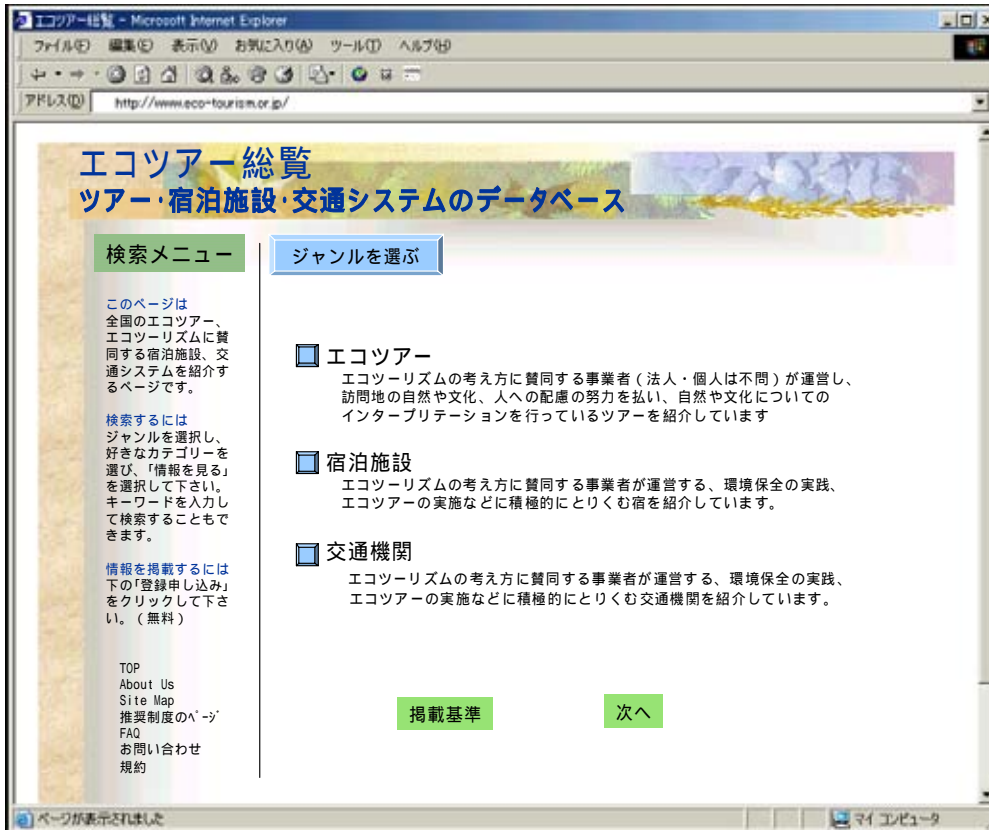 エコツアー総覧 - Microsoft Internet Explorer
ファイル(F) 編集(E) 表示(V) お気に入り(A) ツール(T) ヘルプ(H)
アドレス(D) http://www.eco-tourism.or.jp/
エコツアー総覧
ツアー・宿泊施設・交通システムのデータベース
検索メニュー
このページは
全国のエコツアー、
エコツーリズムに賛
同する宿泊施設、交
通システムを紹介す
るページです。
検索するには
ジャンルを選択し、
好きなカテゴリーを
選び、「情報を見る」
を選択して下さい。
キーワードを入力し
て検索することもで
きます。
情報を掲載するには
下の「登録申し込み」
をクリックして下さ
い。(無料)
TOP
About Us
Site Map
推奨制度のページ
FAQ
お問い合わせ
規約
ジャンルを選ぶ
エコツアー
エコツーリズムの考え方に賛同する事業者(法人・個人は不問)が運営し、
訪問地の自然や文化、人への配慮の努力を払い、自然や文化についての
インタープリテーションを行っているツアーを紹介しています
宿泊施設
エコツーリズムの考え方に賛同する事業者が運営する、環境保全の実践、
エコツアーの実施などに積極的にとりくむ宿を紹介しています。
交通機関
エコツーリズムの考え方に賛同する事業者が運営する、環境保全の実践、
エコツアーの実施などに積極的にとりくむ交通機関を紹介しています。
掲載基準 次へ
ページが表示されました マイ コンピュータ